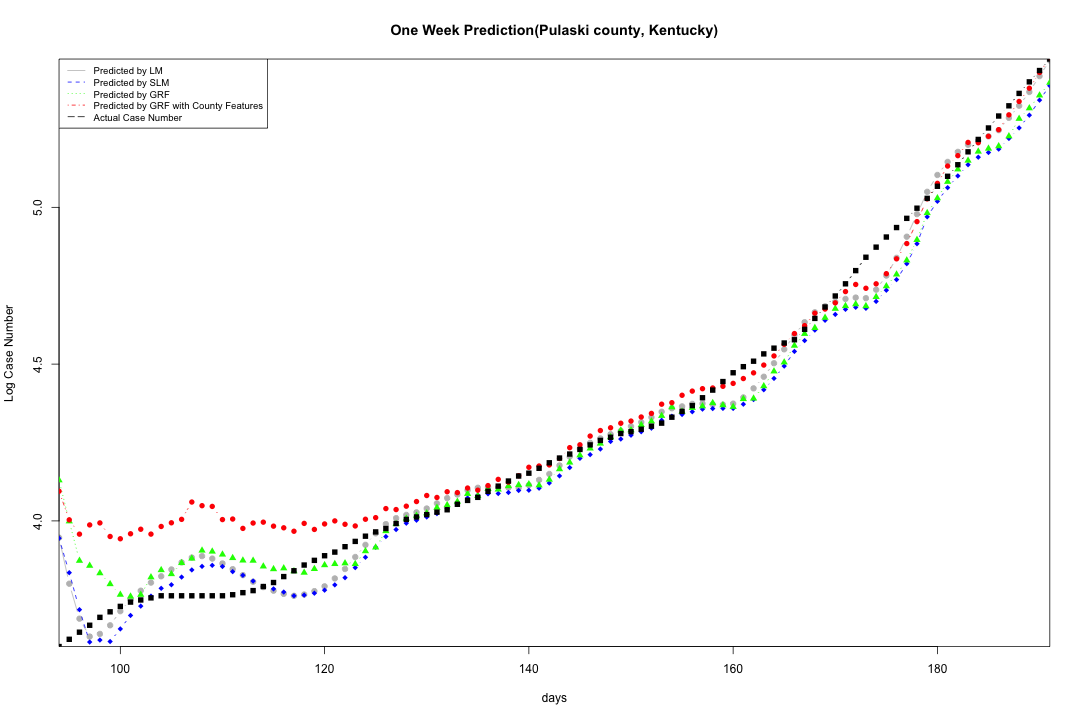 One Week Prediction(Pulaski county, Kentucky)
Predicted by LM
Predicted by SLM
Predicted by GRF
Predicted by GRF with County Features
Actual Case Number
5.0
4.5
4.0
Log Case Number
100 120 140 160 180
days